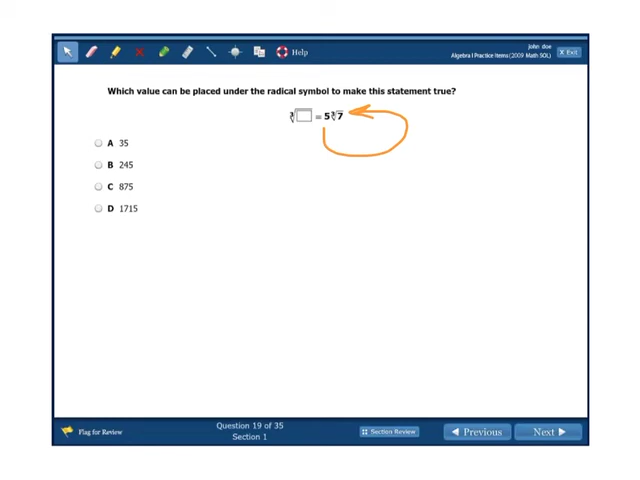 john doe
Help
Algebra I Practice Items (2009 Math SOL)
X Exit
Which value can be placed under the radical symbol to make this statement true?
∛□ = 5∛7
A 35
B 245
C 875
D 1715
Flag for Review
Question 19 of 35
Section 1
Section Review
Previous
Next